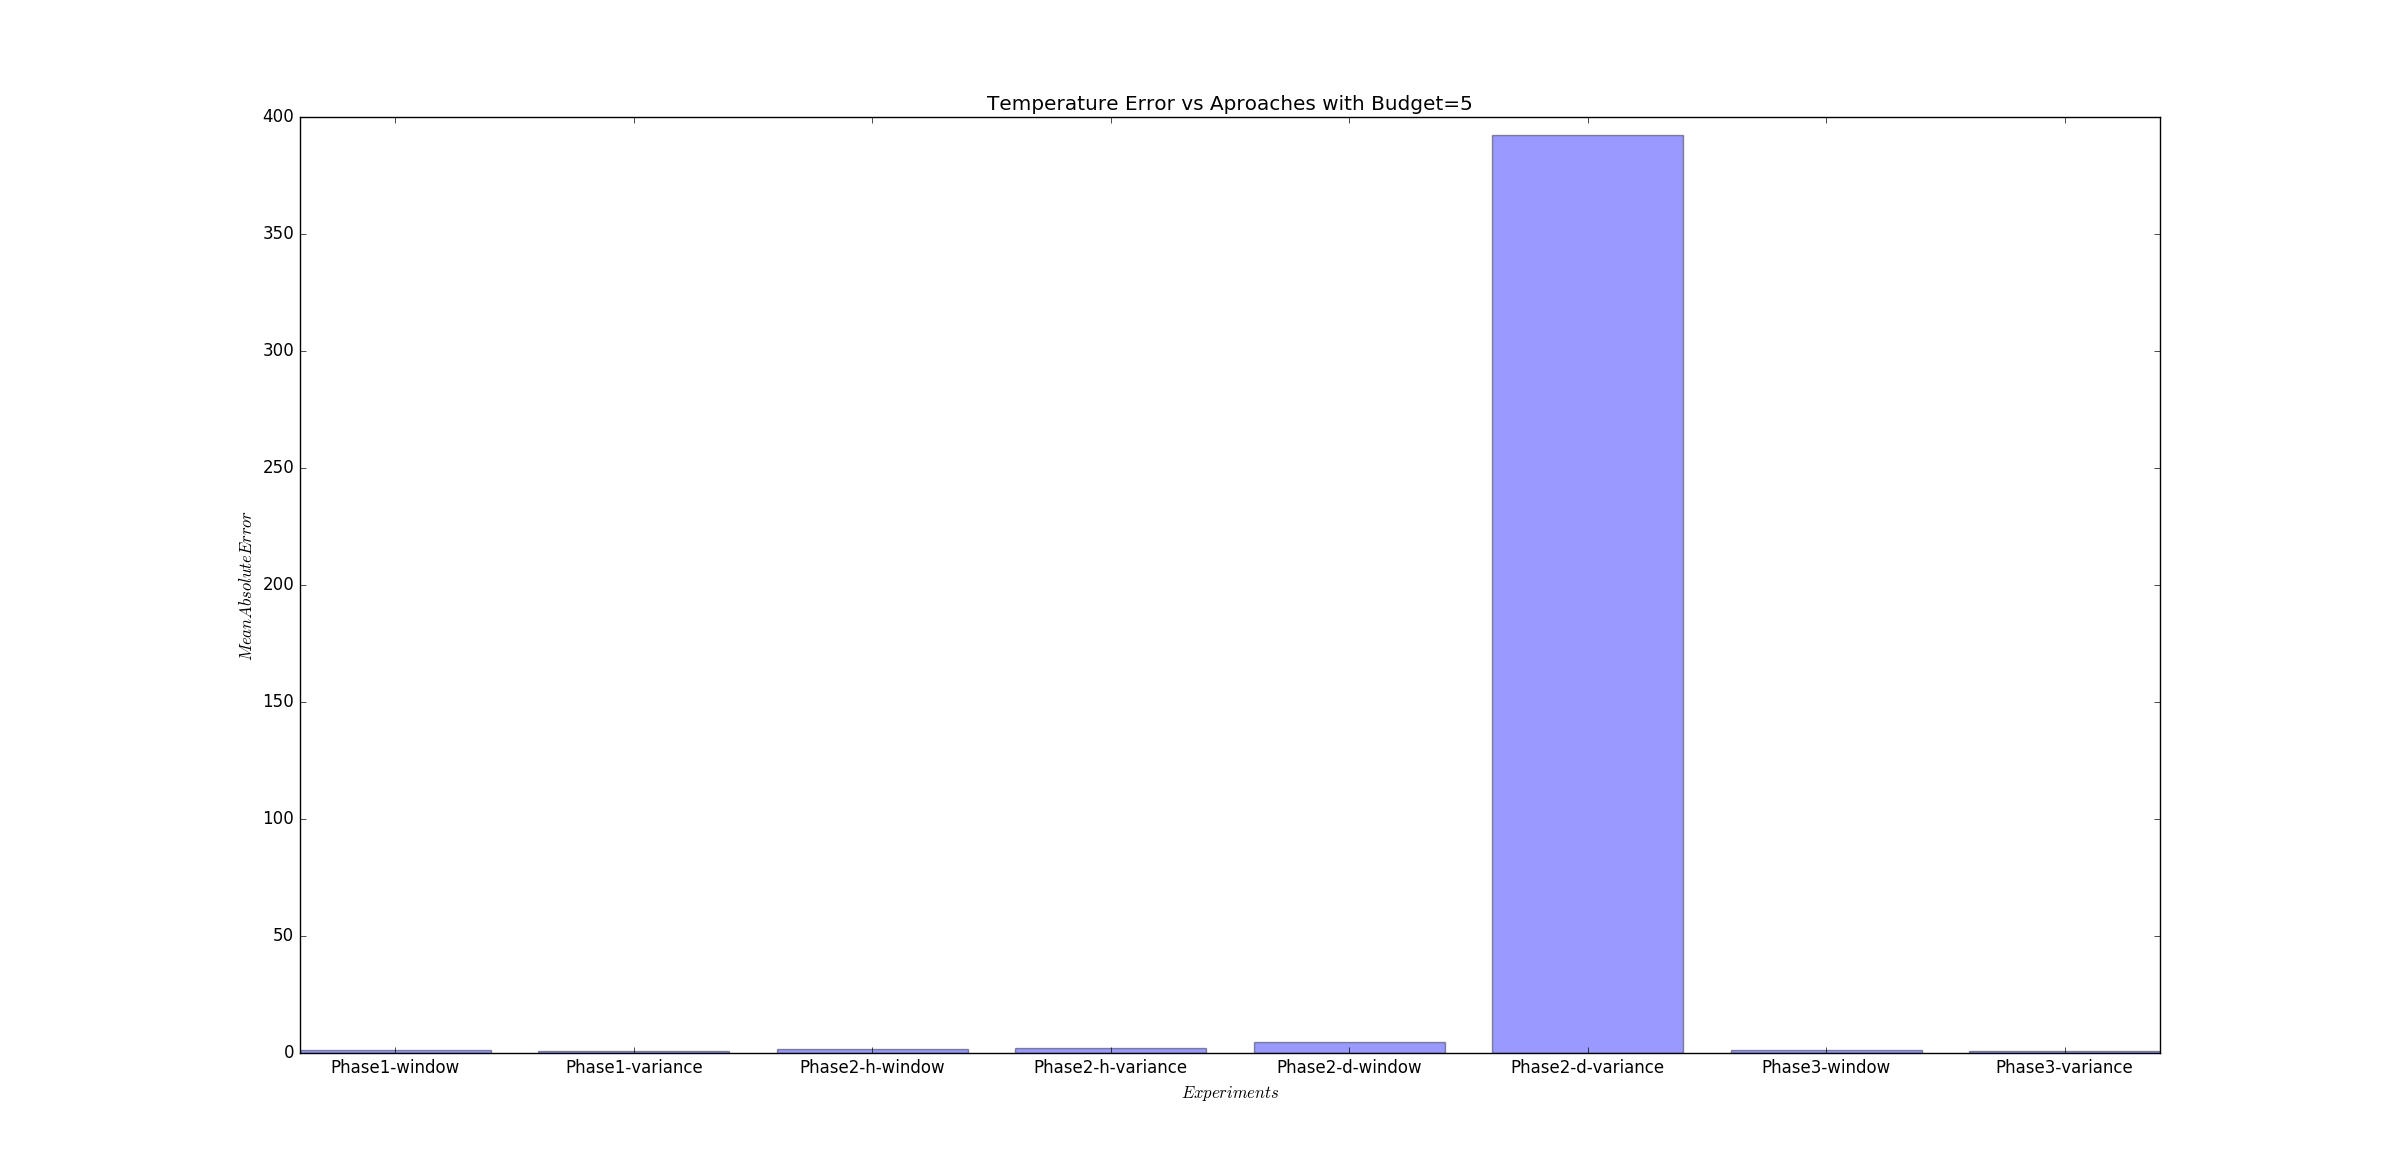 Temperature Error vs Aproaches with Budget=5
400
350
300
250
200
150
100
50
0
MeanAbsoluteError
Phase1-window Phase1-variance Phase2-h-window Phase2-h-variance Phase2-d-window Phase2-d-variance Phase3-window Phase3-variance
Experiments